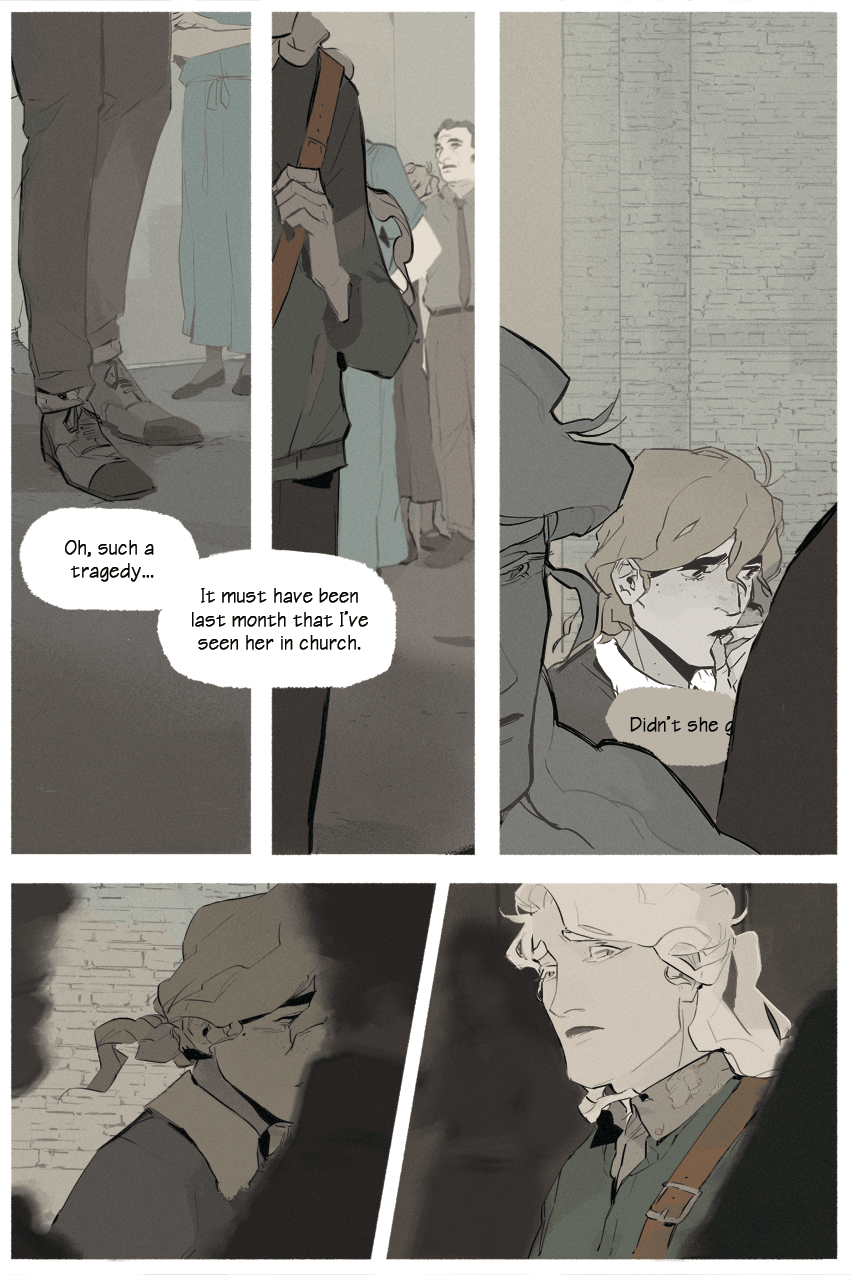 Oh, such a
tragedy...
It must have been
last month that I've
seen her in church.
Didn't she